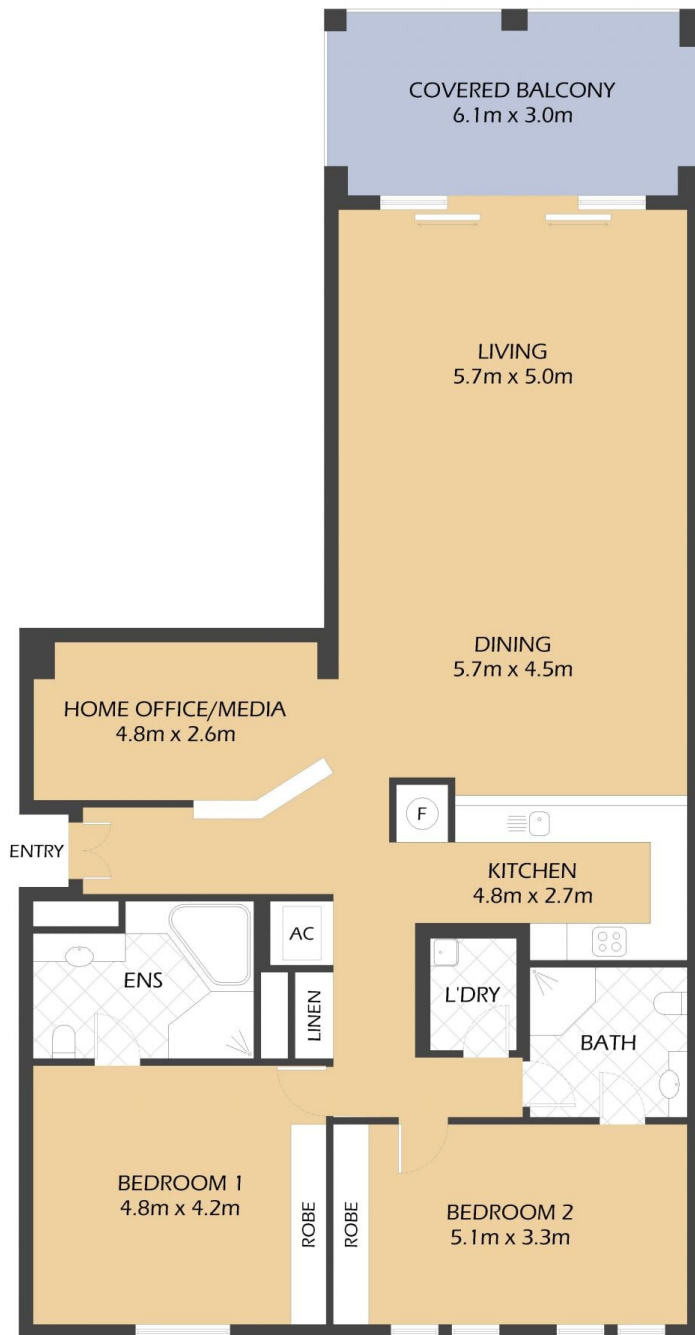 COVERED BALCONY
6.1m x 3.0m
LIVING
5.7m x 5.0m
DINING
5.7m x 4.5m
HOME OFFICE/MEDIA
4.8m x 2.6m
F
ENTRY
KITCHEN
4.8m x 2.7m
AC
ENS
L'DRY
LINEN
BATH
BEDROOM 1
4.8m x 4.2m
ROBE
ROBE
BEDROOM 2
5.1m x 3.3m